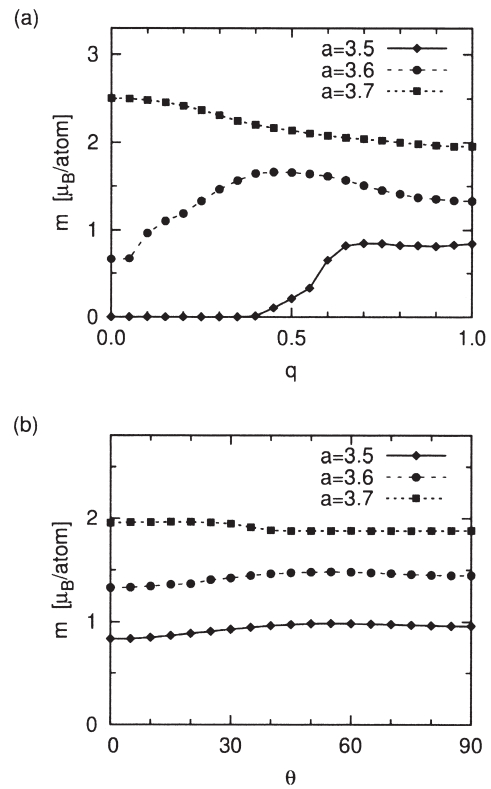 (a)
3
2
1
0
m [μB/atom]
a=3.5
a=3.6
a=3.7
0.0
0.5
1.0
q
(b)
2
1
0
m [μB/atom]
a=3.5
a=3.6
a=3.7
0
30
60
90
θ